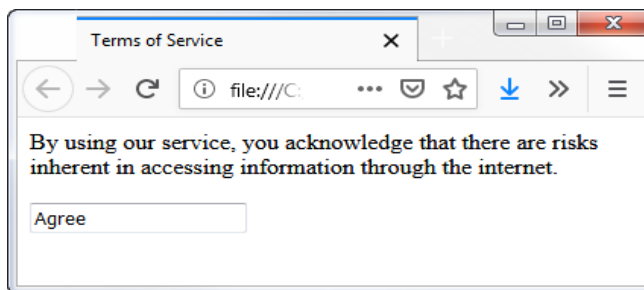 Terms of Service
file:///C:
By using our service, you acknowledge that there are risks
inherent in accessing information through the internet.
Agree